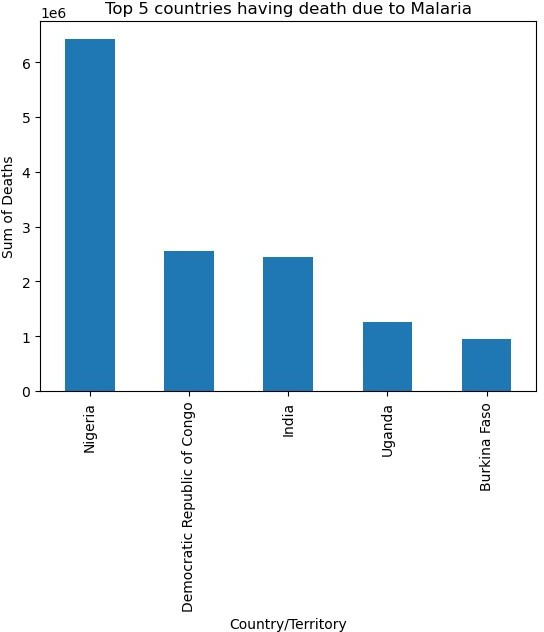 Top 5 countries having death due to Malaria
1e6
6
5
4
3
2
1
0
Sum of Deaths
Nigeria
Democratic Republic of Congo
India
Uganda
Burkina Faso
Country/Territory